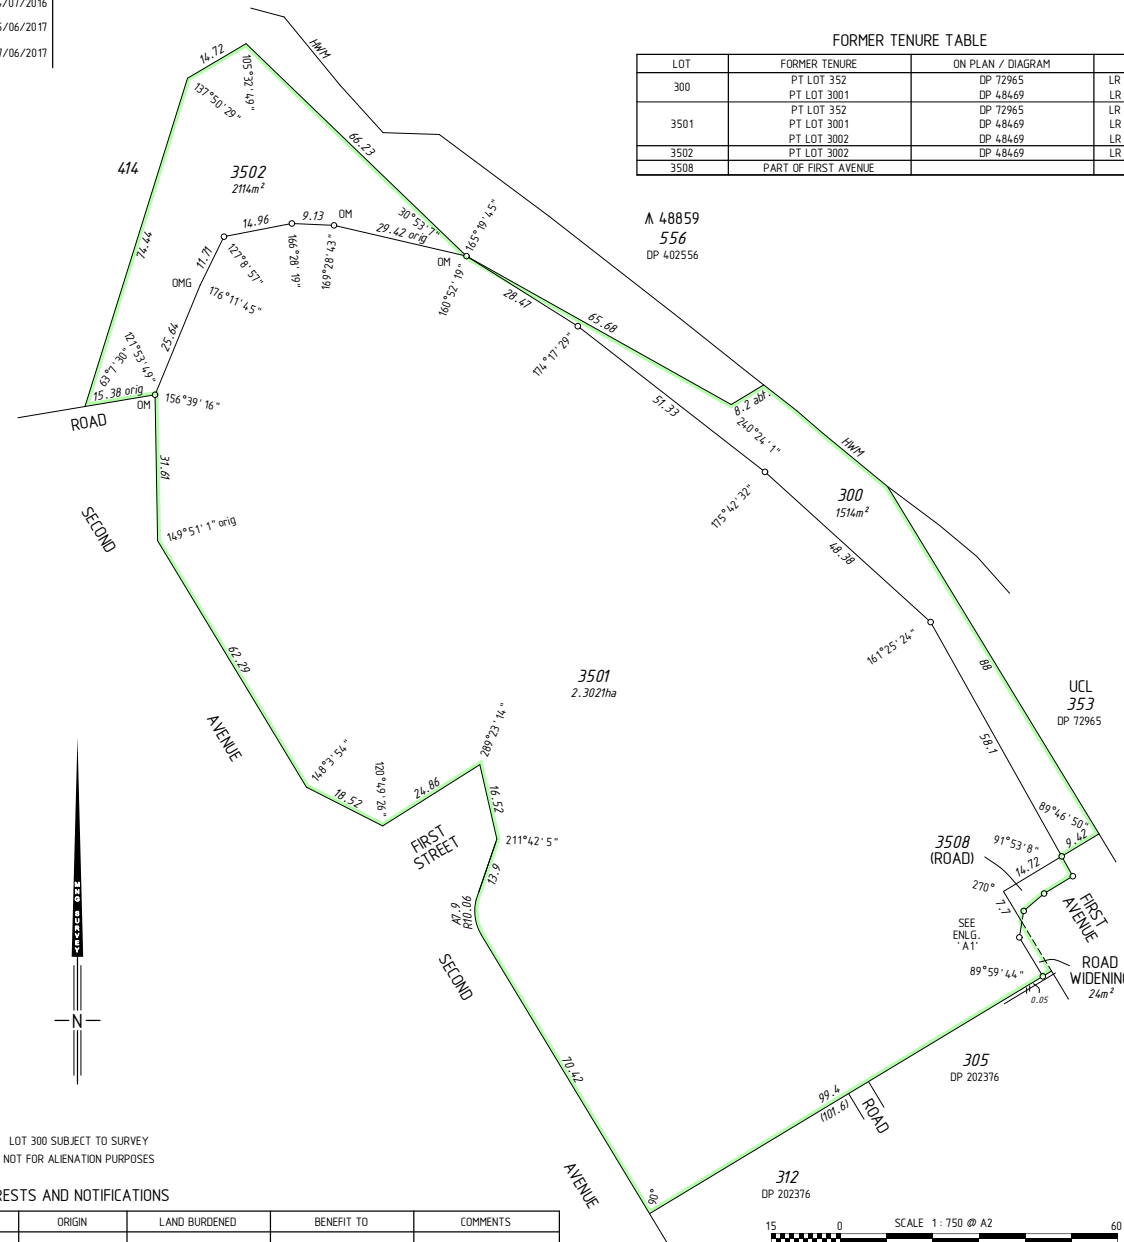 /07/2016
/06/2017
/06/2017
FORMER TENURE TABLE
LOT FORMER TENURE ON PLAN / DIAGRAM
300 PT LOT 352 DP 72965 LR
PT LOT 3001 DP 48469 LR
3501 PT LOT 352 DP 72965 LR
PT LOT 3001 DP 48469 LR
PT LOT 3002 DP 48469 LR
3502 PT LOT 3002 DP 48469 LR
3508 PART OF FIRST AVENUE
HWM
14.72
105°32'49"
137°50'29"
66.23
414
3502
2114m²
74.44
14.96
9.13
OM
29.42 orig
30°53'7"
165°19'45"
48859
556
DP 402556
11.71
127°8'57"
166°28'19"
169°28'43"
OM
160°52'19"
OMG
176°11'45"
25.64
28.47
65.68
174°17'29"
63°7'30"
121°53'49"
15.38 orig
OM
156°39'16"
ROAD
51.33
8.2 abt.
240°24'1"
HWM
31.61
175°42'32"
300
1514m²
SECOND
149°51'1" orig
48.38
161°25'24"
62.29
3501
2.3021ha
88
UCL
353
DP 72965
AVENUE
58.1
148°3'54"
120°49'26"
289°23'14"
18.52
24.86
16.52
FIRST
STREET
211°42'5"
13.9
A7.9
R10.06
89°46'50"
9.42
3508
(ROAD)
91°53'8"
14.72
270°
7.7
FIRST
AVENUE
SEE
ENLG.
'A1'
89°59'44"
ROAD
WIDENING
24m²
0.05
SECOND
MNG SURVEY
N
70.42
305
DP 202376
99.4
(101.6)
ROAD
LOT 300 SUBJECT TO SURVEY
NOT FOR ALIENATION PURPOSES
AVENUE
90°
312
DP 202376
RESTS AND NOTIFICATIONS
ORIGIN LAND BURDENED BENEFIT TO COMMENTS
15 0 SCALE 1 : 750 @ A2 60